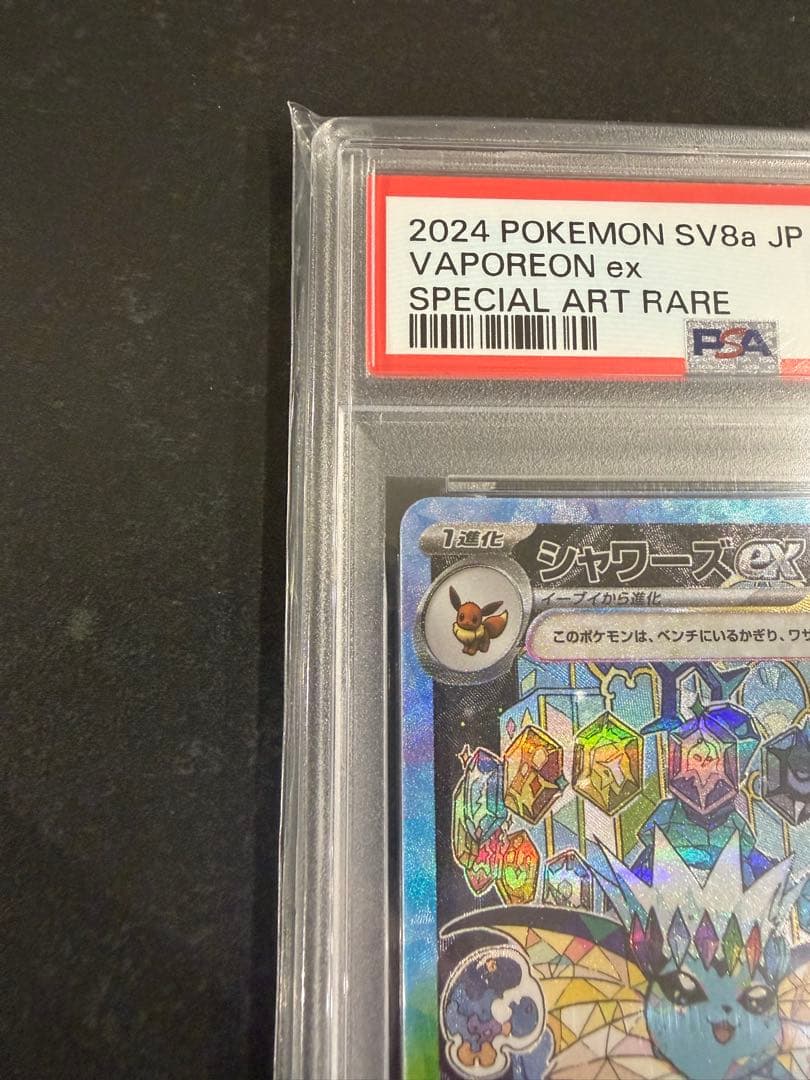 2024 POKEMON SV8a JP
VAPOREON ex
SPECIAL ART RARE
PSA
1進化
シャワーズex
イーブイから進化
このポケモンは、ベンチにいるかぎり、ワザ